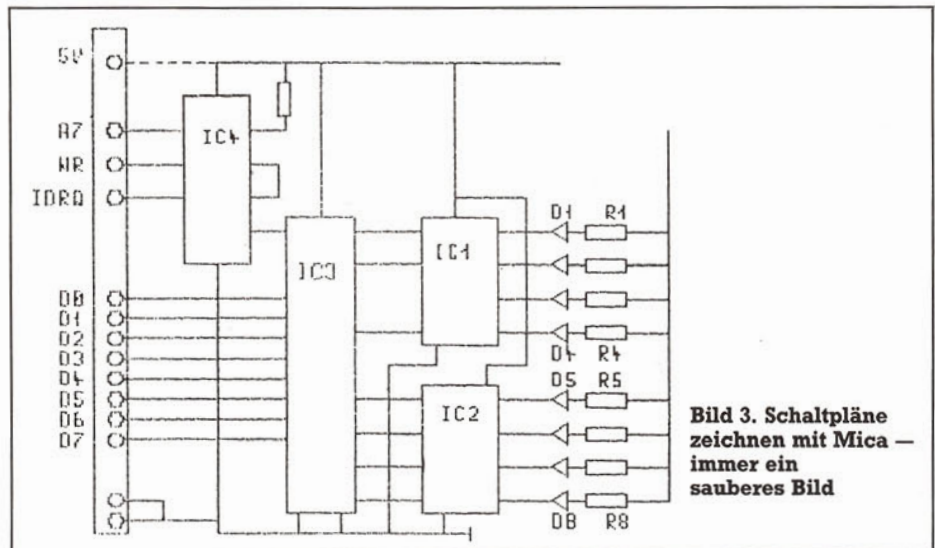 5V
A7
WR
IORQ
D0
D1
D2
D3
D4
D5
D6
D7
IC4
IC3
IC1
IC2
D1 R1
D4 R4
D5 R5
D8 R8
Bild 3. Schaltpläne
zeichnen mit Mica —
immer ein
sauberes Bild